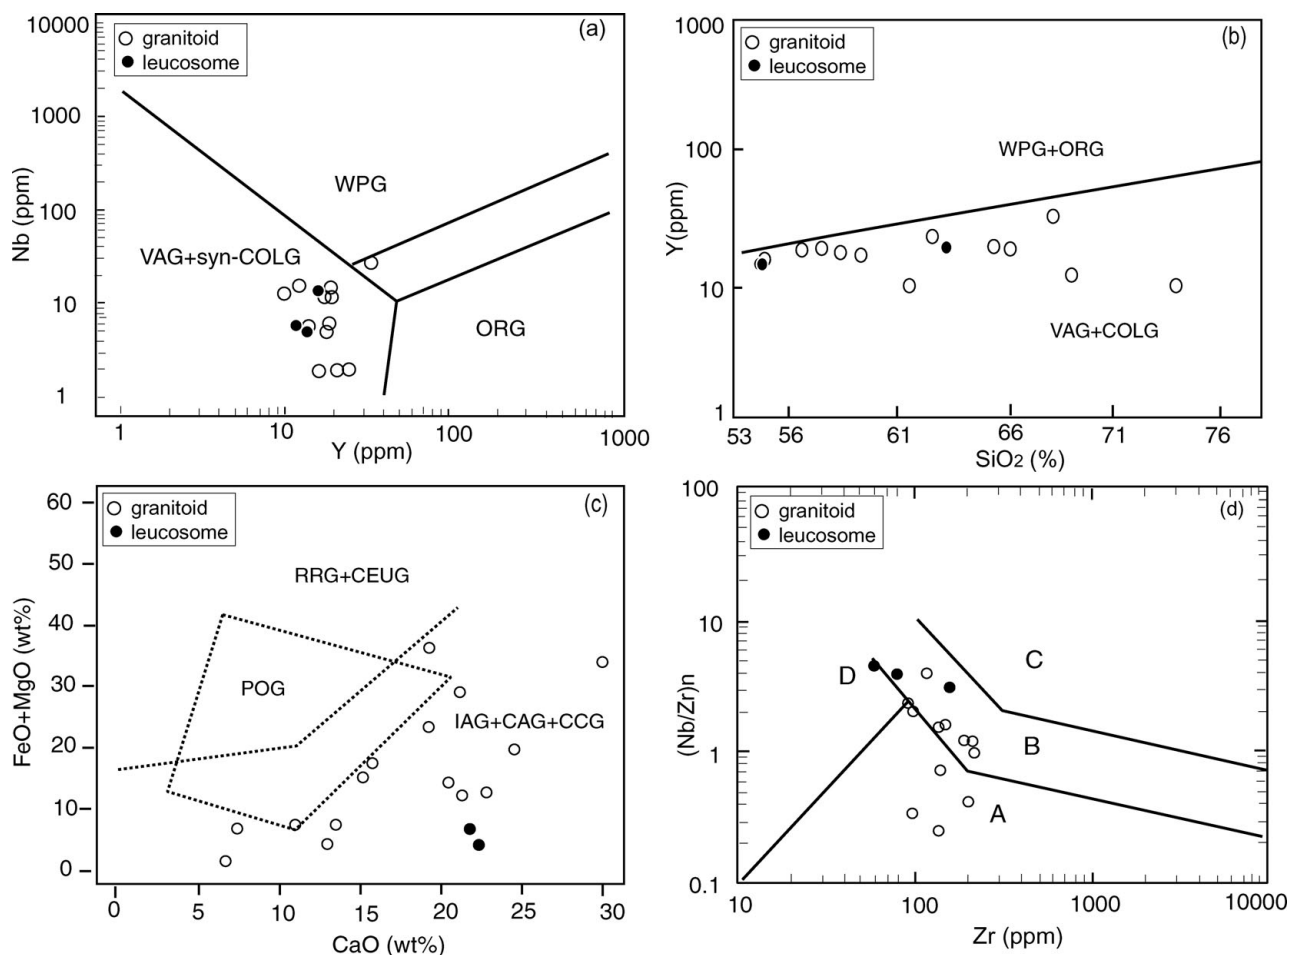 (a)
granitoid
leucosome
10000
1000
100
10
1
Nb (ppm)
WPG
VAG+syn-COLG
ORG
1 10 100 1000
Y (ppm)
(b)
granitoid
leucosome
1000
100
10
1
Y(ppm)
WPG+ORG
VAG+COLG
53 56 61 66 71 76
SiO2 (%)
(c)
granitoid
leucosome
60
50
40
30
20
10
0
FeO+MgO (wt%)
RRG+CEUG
POG
IAG+CAG+CCG
0 5 10 15 20 25 30
CaO (wt%)
(d)
granitoid
leucosome
100
10
1
0.1
(Nb/Zr)n
D
C
B
A
10 100 1000 10000
Zr (ppm)